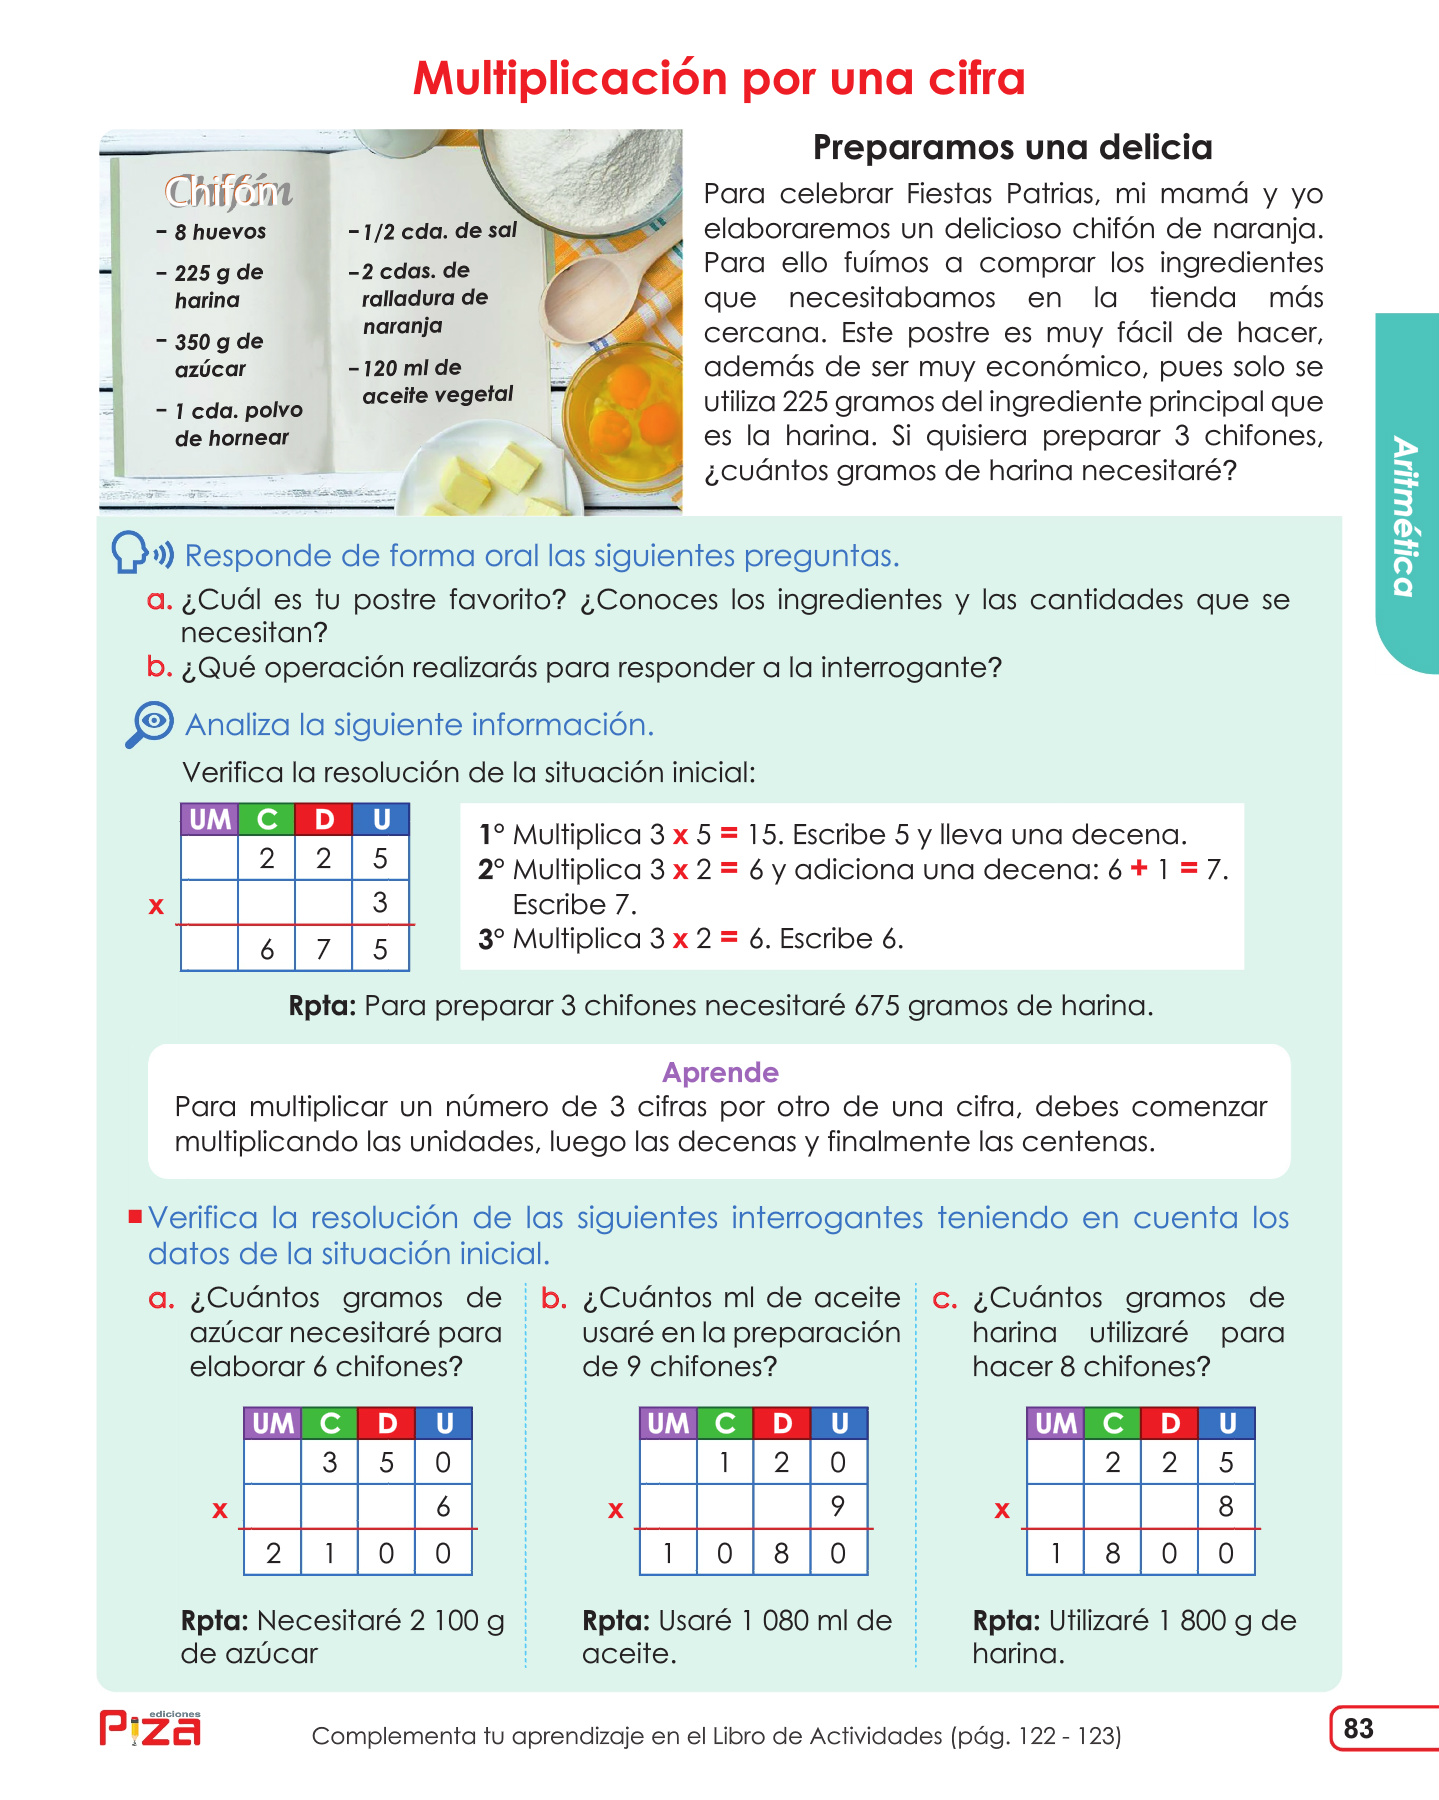 Multiplicación por una cifra
Chifón
- 8 huevos
- 225 g de
harina
- 350 g de
azúcar
- 1 cda. polvo
de hornear
- 1/2 cda. de sal
- 2 cdas. de
ralladura de
naranja
- 120 ml de
aceite vegetal
Preparamos una delicia
Para celebrar Fiestas Patrias, mi mamá y yo
elaboraremos un delicioso chifón de naranja.
Para ello fuímos a comprar los ingredientes
que necesitabamos en la tienda más
cercana. Este postre es muy fácil de hacer,
además de ser muy económico, pues solo se
utiliza 225 gramos del ingrediente principal que
es la harina. Si quisiera preparar 3 chifones,
¿cuántos gramos de harina necesitaré?
Aritmética
Responde de forma oral las siguientes preguntas.
a. ¿Cuál es tu postre favorito? ¿Conoces los ingredientes y las cantidades que se
necesitan?
b. ¿Qué operación realizarás para responder a la interrogante?
Analiza la siguiente información.
Verifica la resolución de la situación inicial:
UM C D U
2 2 5
x 3
6 7 5
1° Multiplica 3 x 5 = 15. Escribe 5 y lleva una decena.
2° Multiplica 3 x 2 = 6 y adiciona una decena: 6 + 1 = 7.
Escribe 7.
3° Multiplica 3 x 2 = 6. Escribe 6.
Rpta: Para preparar 3 chifones necesitaré 675 gramos de harina.
Aprende
Para multiplicar un número de 3 cifras por otro de una cifra, debes comenzar
multiplicando las unidades, luego las decenas y finalmente las centenas.
Verifica la resolución de las siguientes interrogantes teniendo en cuenta los
datos de la situación inicial.
a. ¿Cuántos gramos de
azúcar necesitaré para
elaborar 6 chifones?
UM C D U
3 5 0
x 6
2 1 0 0
Rpta: Necesitaré 2 100 g
de azúcar
b. ¿Cuántos ml de aceite
usaré en la preparación
de 9 chifones?
UM C D U
1 2 0
x 9
1 0 8 0
Rpta: Usaré 1 080 ml de
aceite.
c. ¿Cuántos gramos de
harina utilizaré para
hacer 8 chifones?
UM C D U
2 2 5
x 8
1 8 0 0
Rpta: Utilizaré 1 800 g de
harina.
ediciones
Piza
Complementa tu aprendizaje en el Libro de Actividades (pág. 122 - 123)
83